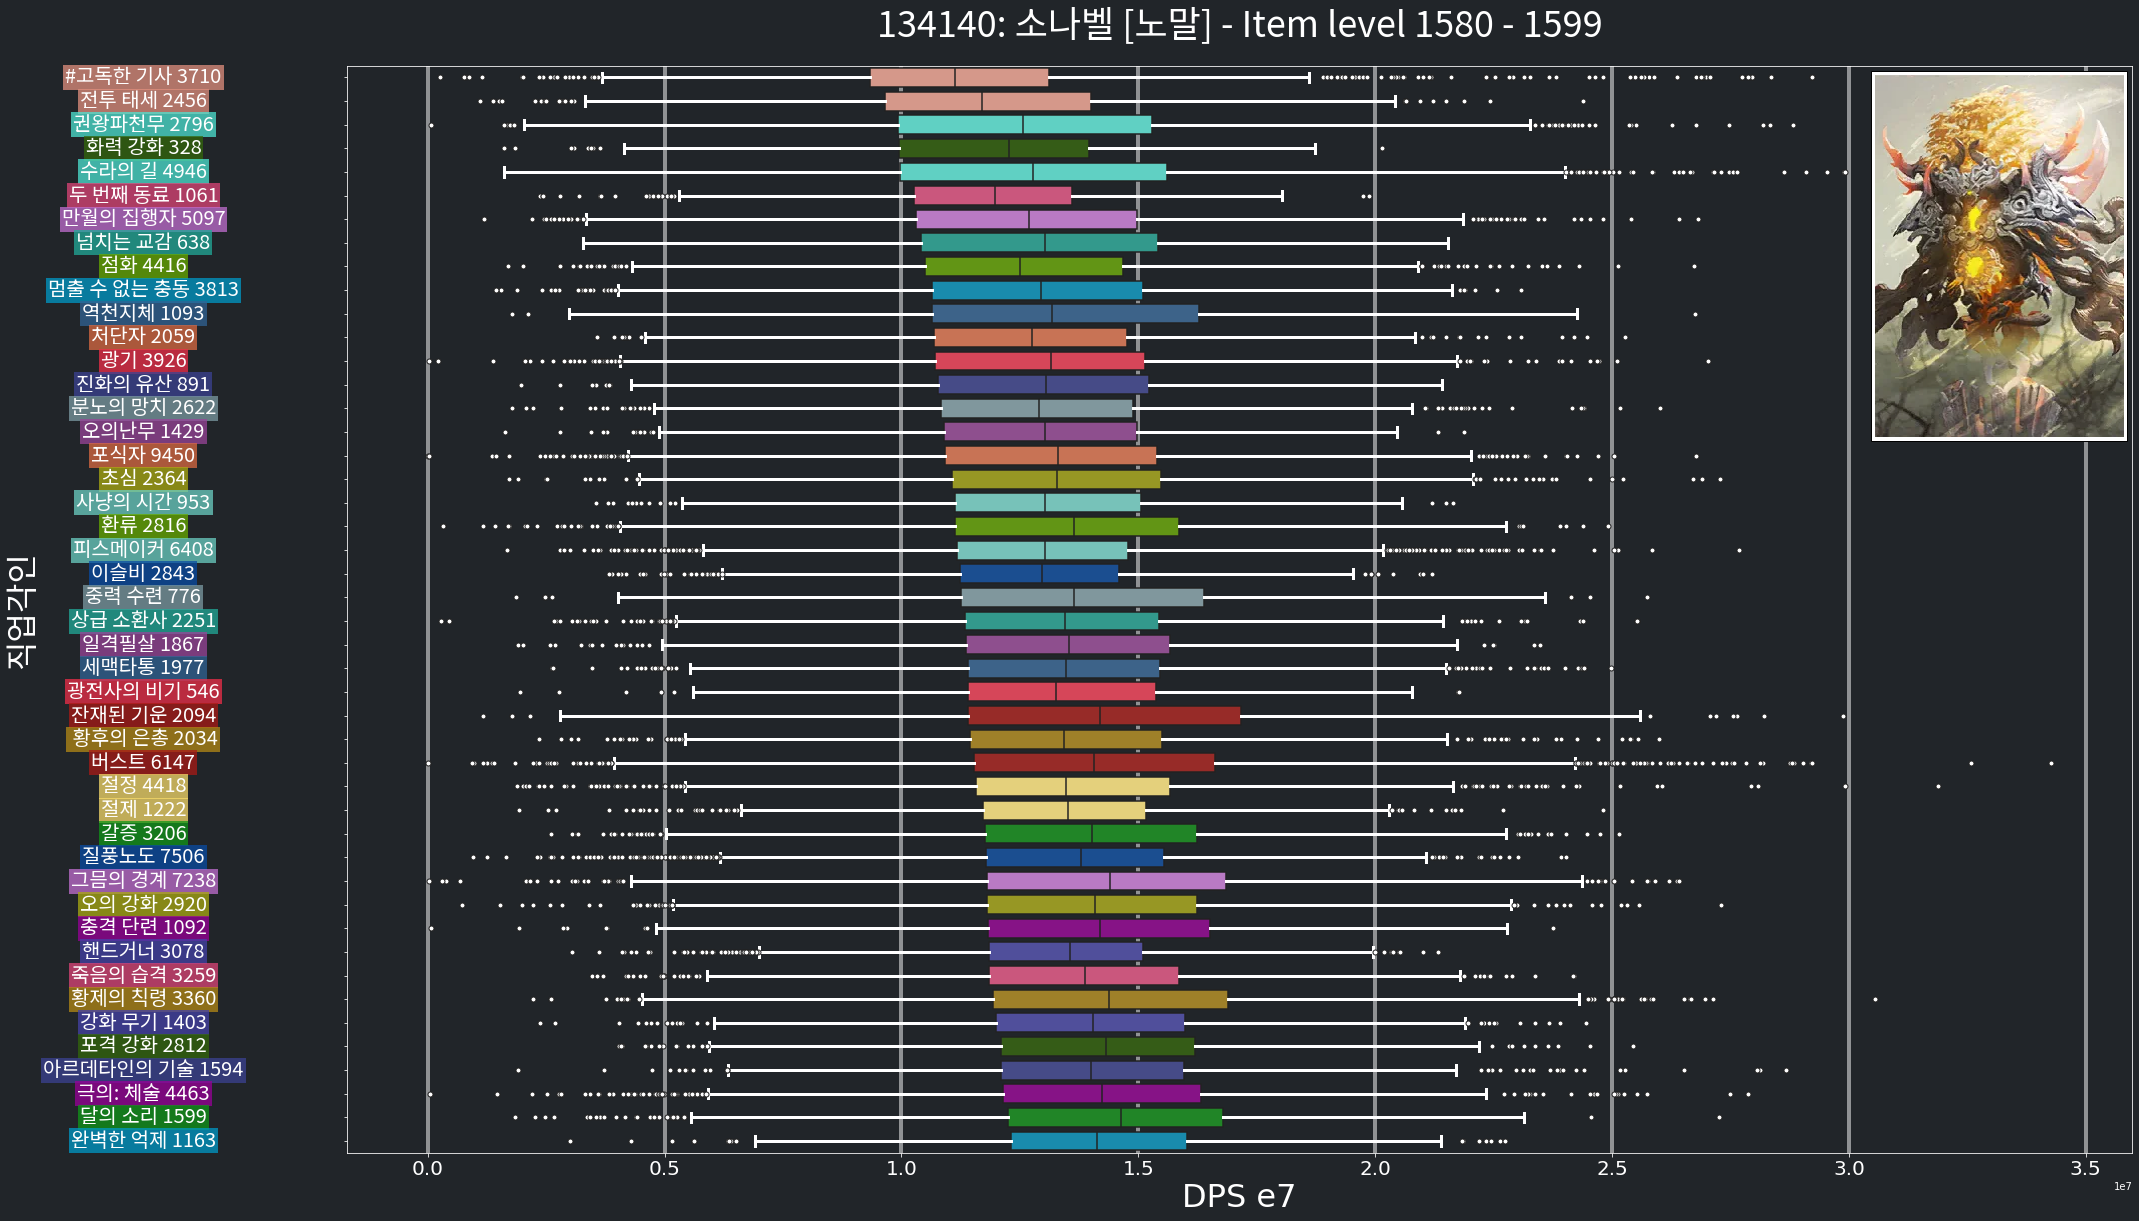 134140: 소나벨 [노말] - Item level 1580 - 1599
#고독한 기사 3710
전투 태세 2456
권왕파천무 2796
화력 강화 328
수라의 길 4946
두 번째 동료 1061
만월의 집행자 5097
넘치는 교감 638
점화 4416
멈출 수 없는 충동 3813
역천지체 1093
처단자 2059
광기 3926
진화의 유산 891
분노의 망치 2622
오의난무 1429
포식자 9450
초심 2364
사냥의 시간 953
환류 2816
피스메이커 6408
이슬비 2843
중력 수련 776
상급 소환사 2251
일격필살 1867
세맥타통 1977
광전사의 비기 546
잔재된 기운 2094
황후의 은총 2034
버스트 6147
절정 4418
절제 1222
갈증 3206
질풍노도 7506
그믐의 경계 7238
오의 강화 2920
충격 단련 1092
핸드거너 3078
죽음의 습격 3259
황제의 칙령 3360
강화 무기 1403
포격 강화 2812
아르데타인의 기술 1594
극의: 체술 4463
달의 소리 1599
완벽한 억제 1163
직업각인
0.0 0.5 1.0 1.5 2.0 2.5 3.0 3.5
1e7
DPS e7